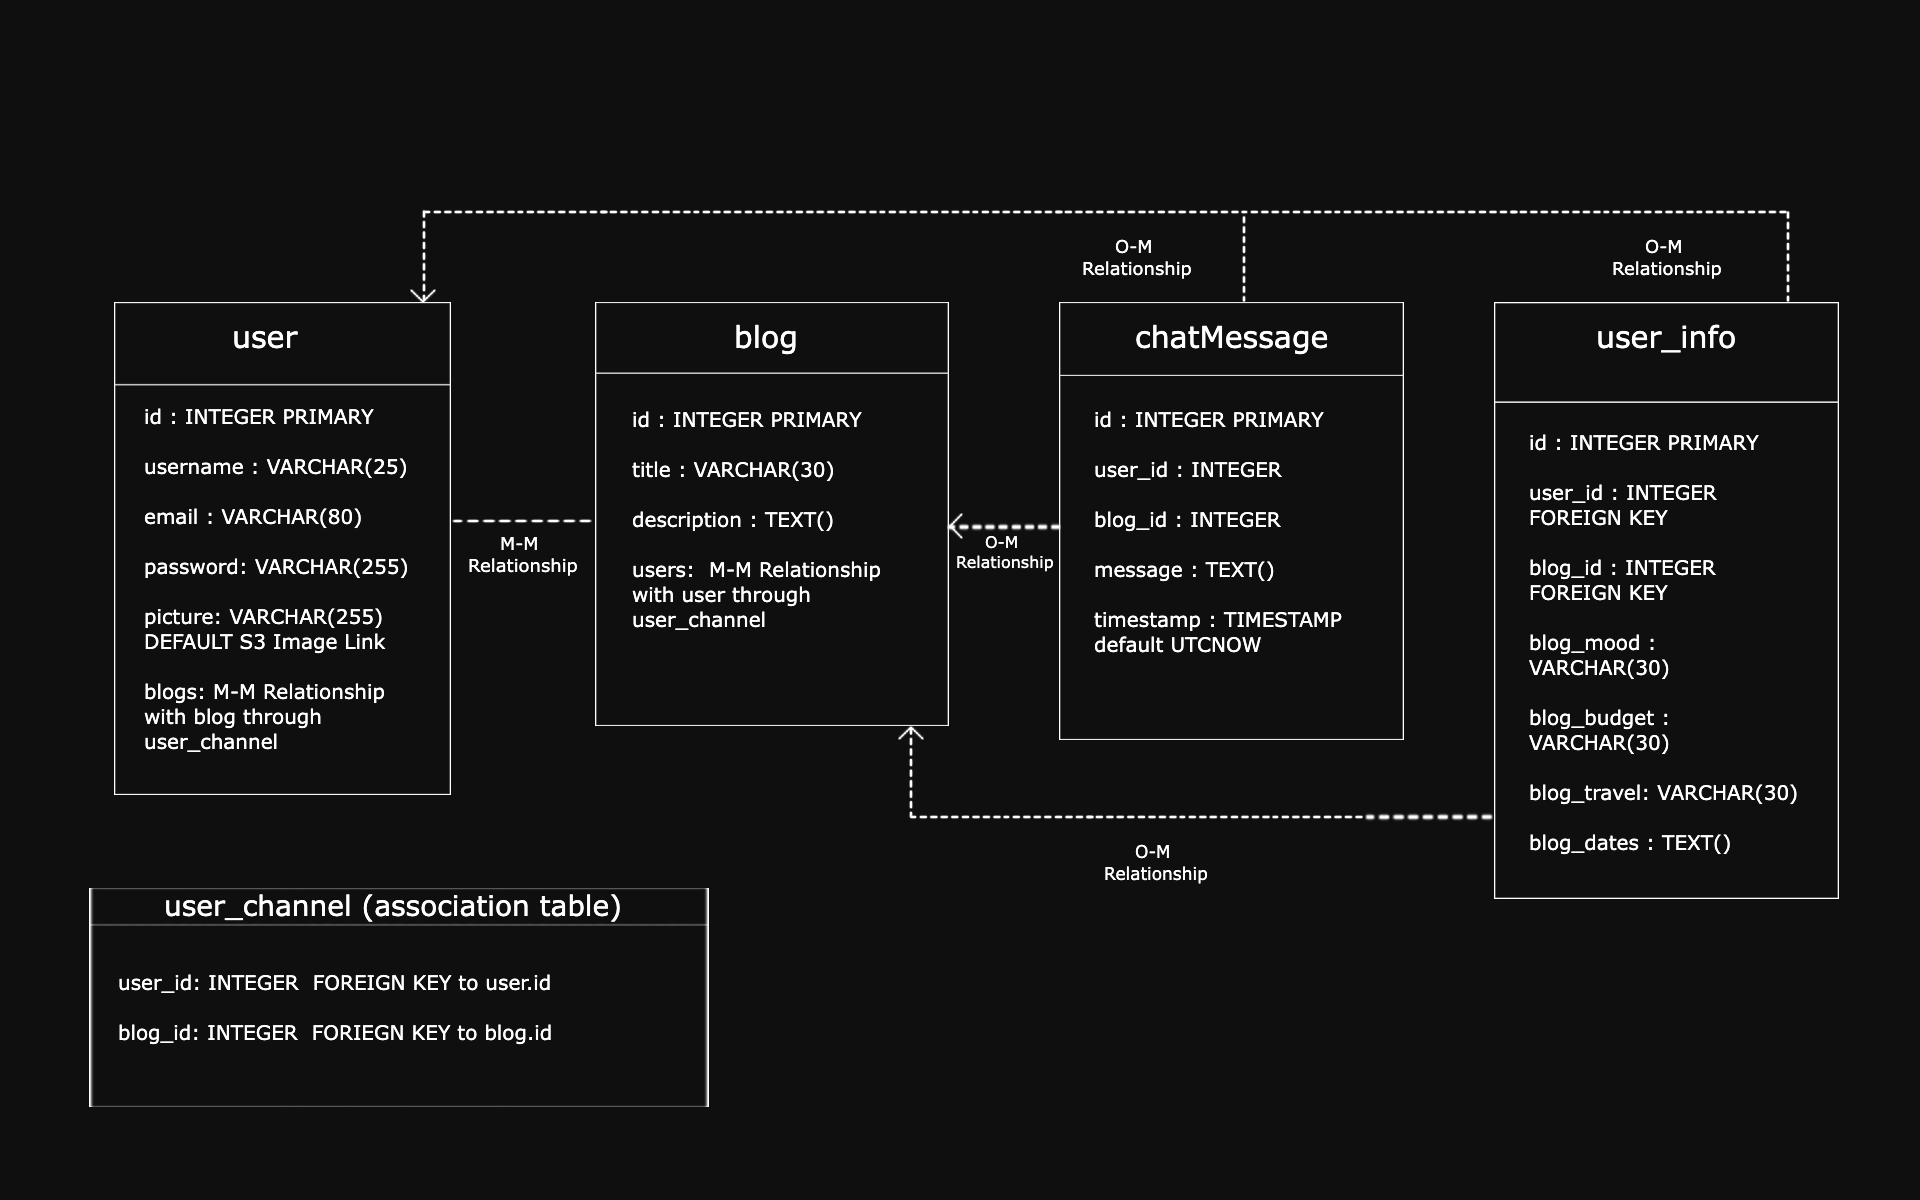 O-M
Relationship
O-M
Relationship
user
id : INTEGER PRIMARY
username : VARCHAR(25)
email : VARCHAR(80)
password: VARCHAR(255)
picture: VARCHAR(255)
DEFAULT S3 Image Link
blogs: M-M Relationship
with blog through
user_channel
M-M
Relationship
blog
id : INTEGER PRIMARY
title : VARCHAR(30)
description : TEXT()
users:  M-M Relationship
with user through
user_channel
O-M
Relationship
chatMessage
id : INTEGER PRIMARY
user_id : INTEGER
blog_id : INTEGER
message : TEXT()
timestamp : TIMESTAMP
default UTCNOW
user_info
id : INTEGER PRIMARY
user_id : INTEGER
FOREIGN KEY
blog_id : INTEGER
FOREIGN KEY
blog_mood :
VARCHAR(30)
blog_budget :
VARCHAR(30)
blog_travel: VARCHAR(30)
blog_dates : TEXT()
O-M
Relationship
user_channel (association table)
user_id: INTEGER  FOREIGN KEY to user.id
blog_id: INTEGER  FORIEGN KEY to blog.id